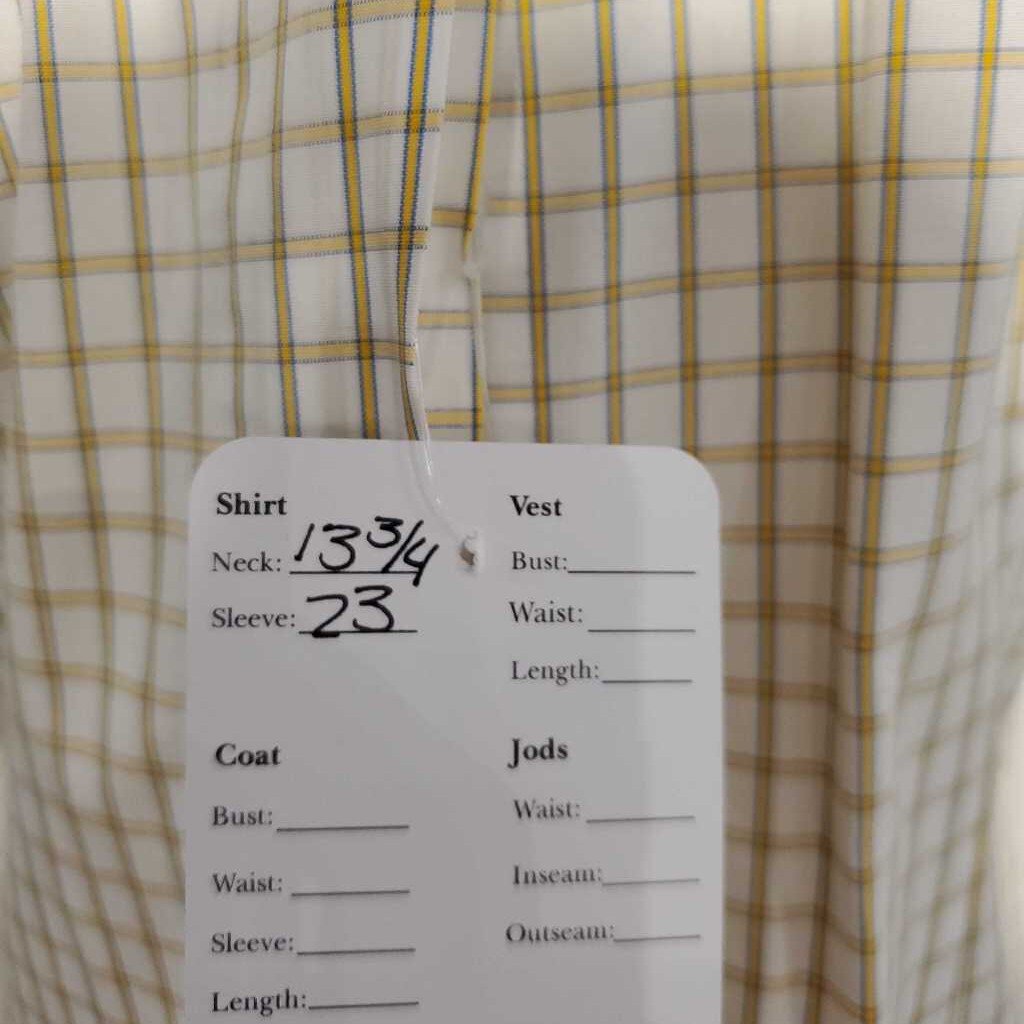 Shirt
Neck: 13 3/4
Sleeve: 23
Vest
Bust:
Waist:
Length:
Coat
Bust:
Waist:
Sleeve:
Length:
Jods
Waist:
Inseam:
Outseam: